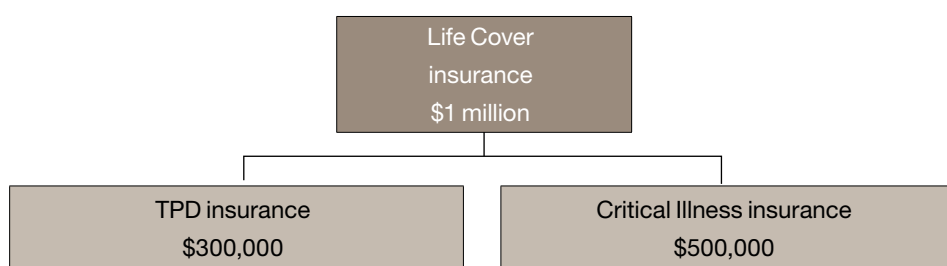 Life Cover
insurance
$1 million
TPD insurance
$300,000
Critical Illness insurance
$500,000